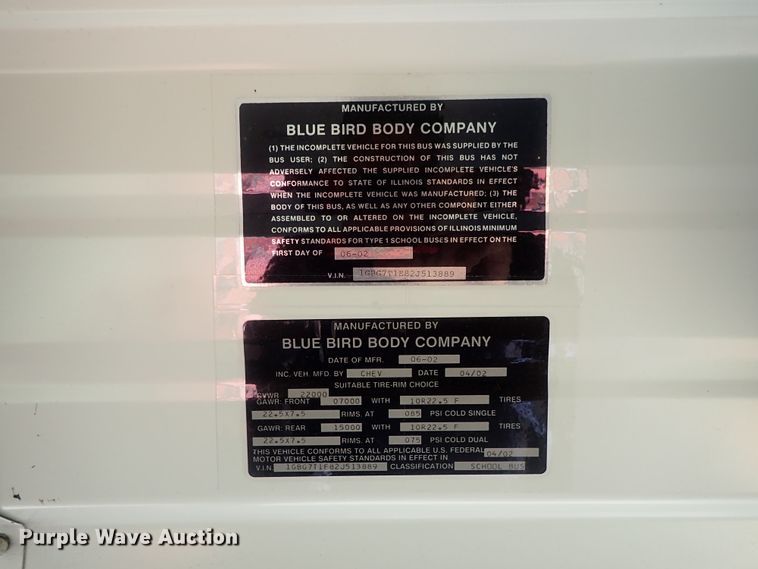 MANUFACTURED BY
BLUE BIRD BODY COMPANY
(1) THE INCOMPLETE VEHICLE FOR THIS BUS WAS SUPPLIED BY THE
BUS USER; (2) THE CONSTRUCTION OF THIS BUS HAS NOT
ADVERSELY AFFECTED THE SUPPLIED INCOMPLETE VEHICLE'S
CONFORMANCE TO STATE OF ILLINOIS STANDARDS IN EFFECT
WHEN THE INCOMPLETE VEHICLE WAS MANUFACTURED; (3) THE
BODY OF THIS BUS, AS WELL AS ANY OTHER COMPONENT EITHER
ASSEMBLED TO OR ALTERED ON THE INCOMPLETE VEHICLE,
CONFORMS TO ALL APPLICABLE PROVISIONS OF ILLINOIS MINIMUM
SAFETY STANDARDS FOR TYPE 1 SCHOOL BUSES IN EFFECT ON THE
FIRST DAY OF 06-02
V.I.N. 1GBG7T1E82J513889
MANUFACTURED BY
BLUE BIRD BODY COMPANY
DATE OF MFR. 06-02
INC. VEH. MFD. BY CHEV DATE 04/02
SUITABLE TIRE-RIM CHOICE
GVWR 22000
GAWR: FRONT 07000 WITH 10R22.5 F TIRES
22.5X7.5 RIMS. AT 085 PSI COLD SINGLE
GAWR: REAR 15000 WITH 10R22.5 F TIRES
22.5X7.5 RIMS. AT 075 PSI COLD DUAL
THIS VEHICLE CONFORMS TO ALL APPLICABLE U.S. FEDERAL
MOTOR VEHICLE SAFETY STANDARDS IN EFFECT IN 04/02
V.I.N. 1GBG7T1E82J513889 CLASSIFICATION SCHOOL BUS
Purple Wave Auction